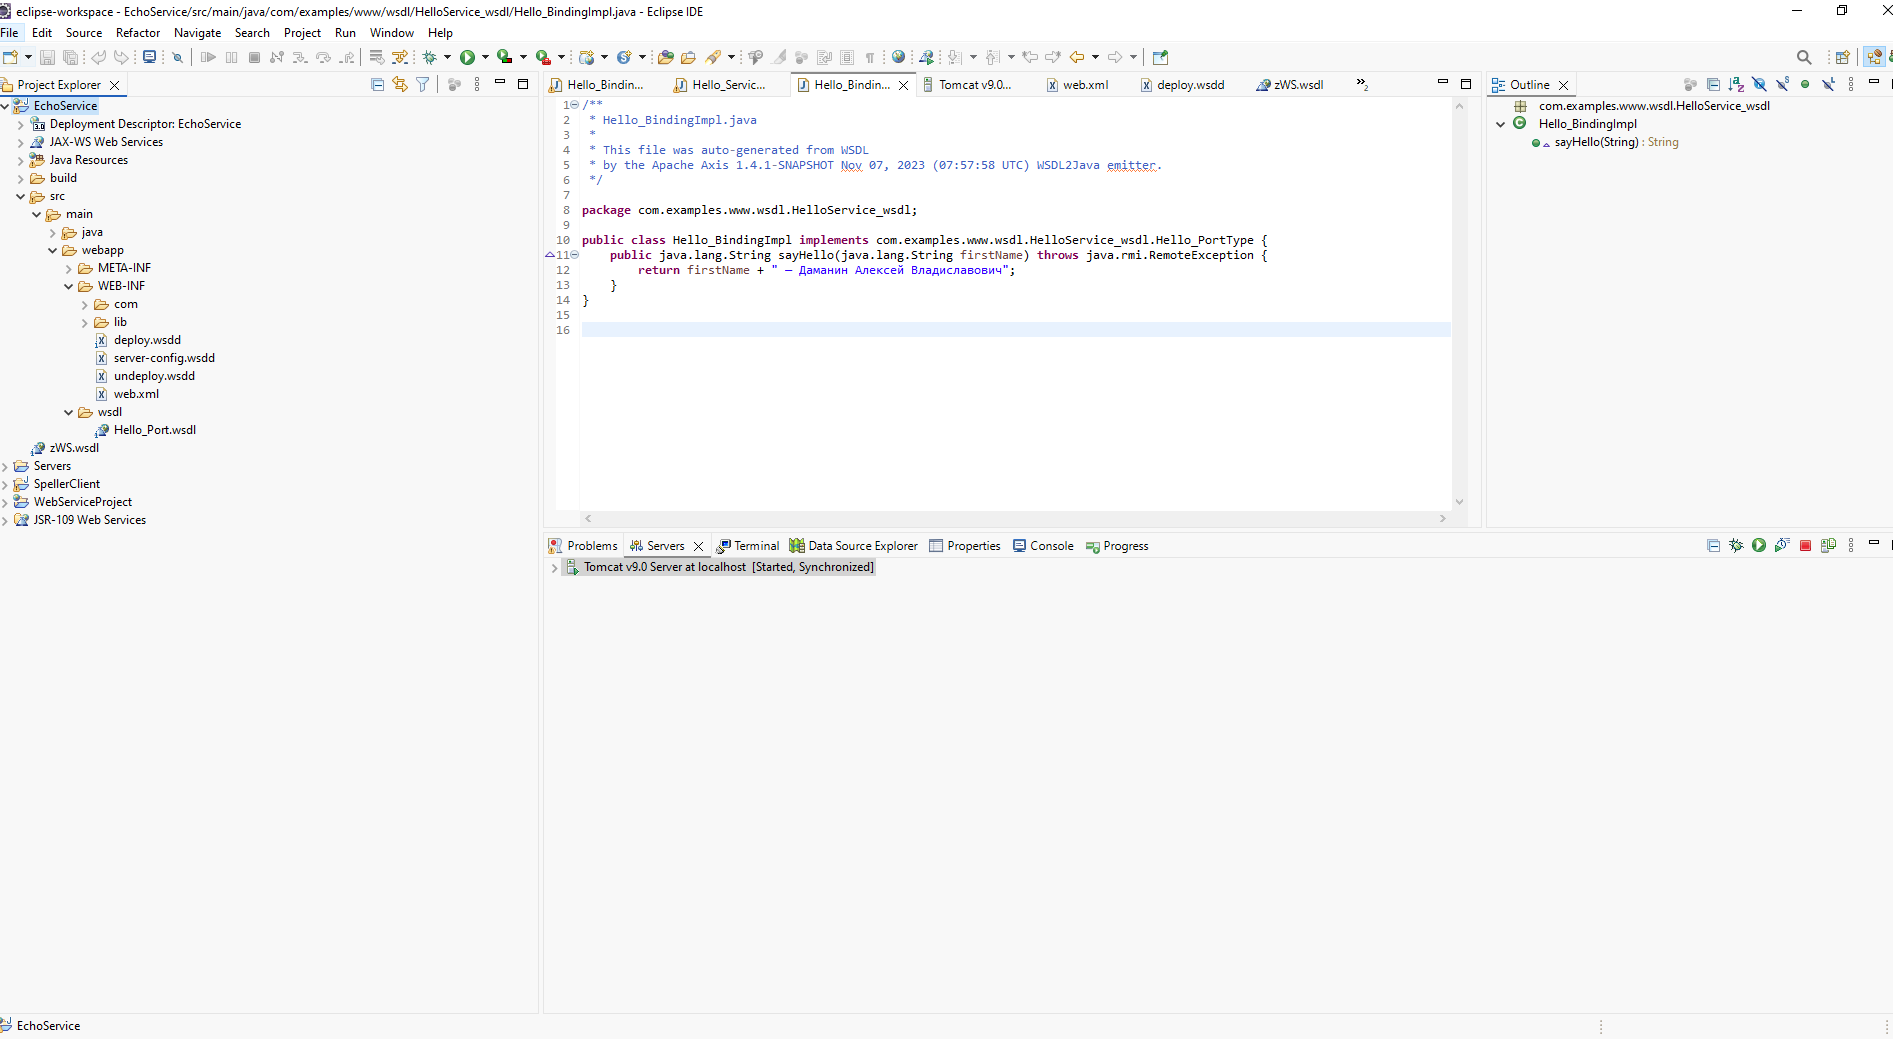 eclipse-workspace - EchoService/src/main/java/com/examples/www/wsdl/HelloService_wsdl/Hello_BindingImpl.java - Eclipse IDE
File Edit Source Refactor Navigate Search Project Run Window Help
Project Explorer
EchoService
Deployment Descriptor: EchoService
JAX-WS Web Services
Java Resources
build
src
main
java
webapp
META-INF
WEB-INF
com
lib
deploy.wsdd
server-config.wsdd
undeploy.wsdd
web.xml
wsdl
Hello_Port.wsdl
zWS.wsdl
Servers
SpellerClient
WebServiceProject
JSR-109 Web Services
Hello_Bindin... Hello_Servic... Hello_Bindin... Tomcat v9.0... web.xml deploy.wsdd zWS.wsdl »2
1 /**
2 * Hello_BindingImpl.java
3 *
4 * This file was auto-generated from WSDL
5 * by the Apache Axis 1.4.1-SNAPSHOT Nov 07, 2023 (07:57:58 UTC) WSDL2Java emitter.
6 */
7
8 package com.examples.www.wsdl.HelloService_wsdl;
9
10 public class Hello_BindingImpl implements com.examples.www.wsdl.HelloService_wsdl.Hello_PortType {
11 public java.lang.String sayHello(java.lang.String firstName) throws java.rmi.RemoteException {
12 return firstName + " — Даманин Алексей Владиславович";
13 }
14 }
15
16
Outline
com.examples.www.wsdl.HelloService_wsdl
Hello_BindingImpl
sayHello(String) : String
Problems Servers Terminal Data Source Explorer Properties Console Progress
Tomcat v9.0 Server at localhost [Started, Synchronized]
EchoService